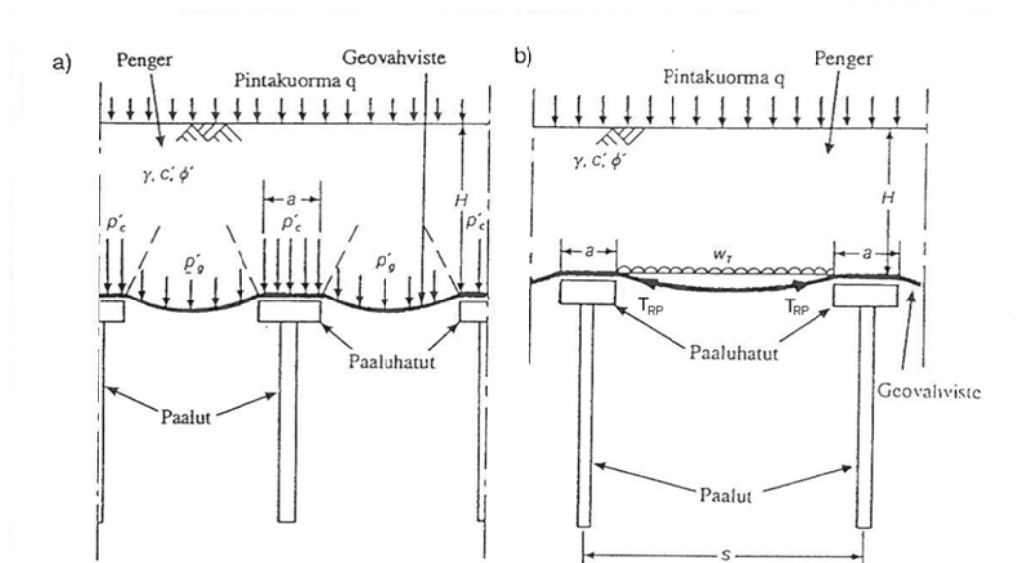 a)
Penger
Geovahviste
Pintakuorma q
γ, c′, ϕ′
a
H
p′c
p′c
p′c
p′g
p′g
Paaluhatut
Paalut
b)
Penger
Pintakuorma q
γ, c′, ϕ′
H
a
wT
a
TRP
TRP
Paaluhatut
Geovahviste
Paalut
s